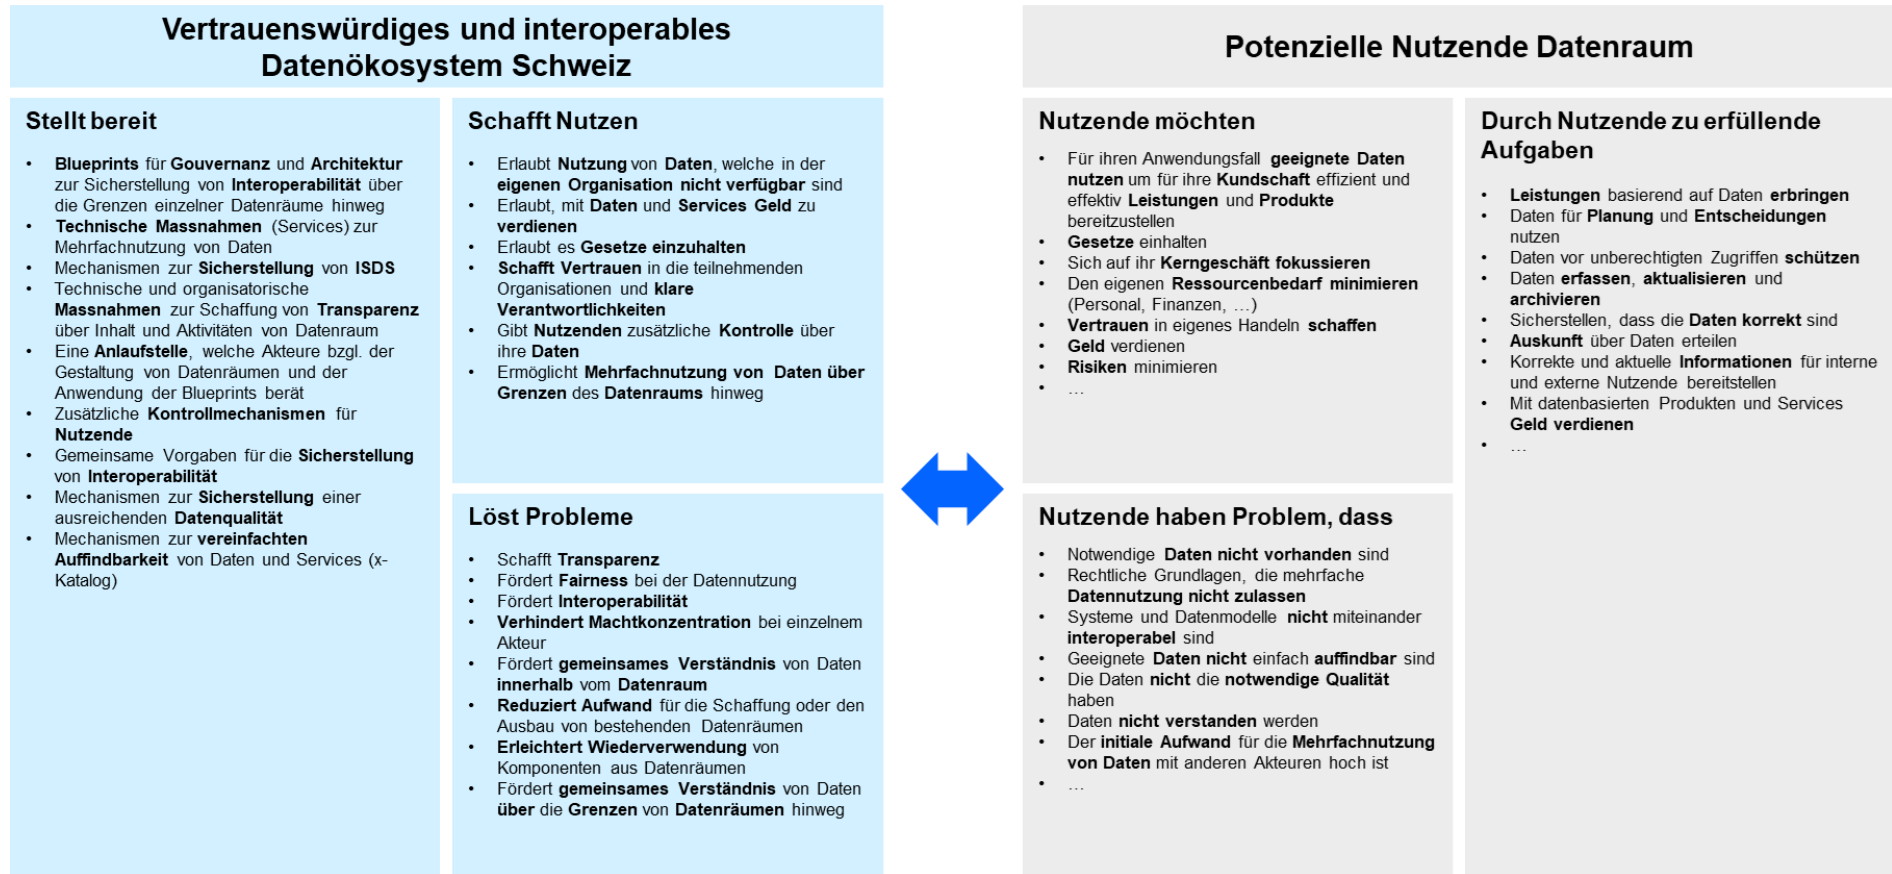 Vertrauenswürdiges und interoperables
Datenökosystem Schweiz
Stellt bereit
• Blueprints für Gouvernanz und Architektur
zur Sicherstellung von Interoperabilität über
die Grenzen einzelner Datenräume hinweg
• Technische Massnahmen (Services) zur
Mehrfachnutzung von Daten
• Mechanismen zur Sicherstellung von ISDS
• Technische und organisatorische
Massnahmen zur Schaffung von Transparenz
über Inhalt und Aktivitäten von Datenraum
• Eine Anlaufstelle, welche Akteure bzgl. der
Gestaltung von Datenräumen und der
Anwendung der Blueprints berät
• Zusätzliche Kontrollmechanismen für
Nutzende
• Gemeinsame Vorgaben für die Sicherstellung
von Interoperabilität
• Mechanismen zur Sicherstellung einer
ausreichenden Datenqualität
• Mechanismen zur vereinfachten
Auffindbarkeit von Daten und Services (x-
Katalog)
Schafft Nutzen
• Erlaubt Nutzung von Daten, welche in der
eigenen Organisation nicht verfügbar sind
• Erlaubt, mit Daten und Services Geld zu
verdienen
• Erlaubt es Gesetze einzuhalten
• Schafft Vertrauen in die teilnehmenden
Organisationen und klare
Verantwortlichkeiten
• Gibt Nutzenden zusätzliche Kontrolle über
ihre Daten
• Ermöglicht Mehrfachnutzung von Daten über
Grenzen des Datenraums hinweg
Löst Probleme
• Schafft Transparenz
• Fördert Fairness bei der Datennutzung
• Fördert Interoperabilität
• Verhindert Machtkonzentration bei einzelnem
Akteur
• Fördert gemeinsames Verständnis von Daten
innerhalb vom Datenraum
• Reduziert Aufwand für die Schaffung oder den
Ausbau von bestehenden Datenräumen
• Erleichtert Wiederverwendung von
Komponenten aus Datenräumen
• Fördert gemeinsames Verständnis von Daten
über die Grenzen von Datenräumen hinweg
Potenzielle Nutzende Datenraum
Nutzende möchten
• Für ihren Anwendungsfall geeignete Daten
nutzen um für ihre Kundschaft effizient und
effektiv Leistungen und Produkte
bereitzustellen
• Gesetze einhalten
• Sich auf ihr Kerngeschäft fokussieren
• Den eigenen Ressourcenbedarf minimieren
(Personal, Finanzen, …)
• Vertrauen in eigenes Handeln schaffen
• Geld verdienen
• Risiken minimieren
• …
Nutzende haben Problem, dass
• Notwendige Daten nicht vorhanden sind
• Rechtliche Grundlagen, die mehrfache
Datennutzung nicht zulassen
• Systeme und Datenmodelle nicht miteinander
interoperabel sind
• Geeignete Daten nicht einfach auffindbar sind
• Die Daten nicht die notwendige Qualität
haben
• Daten nicht verstanden werden
• Der initiale Aufwand für die Mehrfachnutzung
von Daten mit anderen Akteuren hoch ist
• …
Durch Nutzende zu erfüllende
Aufgaben
• Leistungen basierend auf Daten erbringen
• Daten für Planung und Entscheidungen
nutzen
• Daten vor unberechtigten Zugriffen schützen
• Daten erfassen, aktualisieren und
archivieren
• Sicherstellen, dass die Daten korrekt sind
• Auskunft über Daten erteilen
• Korrekte und aktuelle Informationen für interne
und externe Nutzende bereitstellen
• Mit datenbasierten Produkten und Services
Geld verdienen
• …